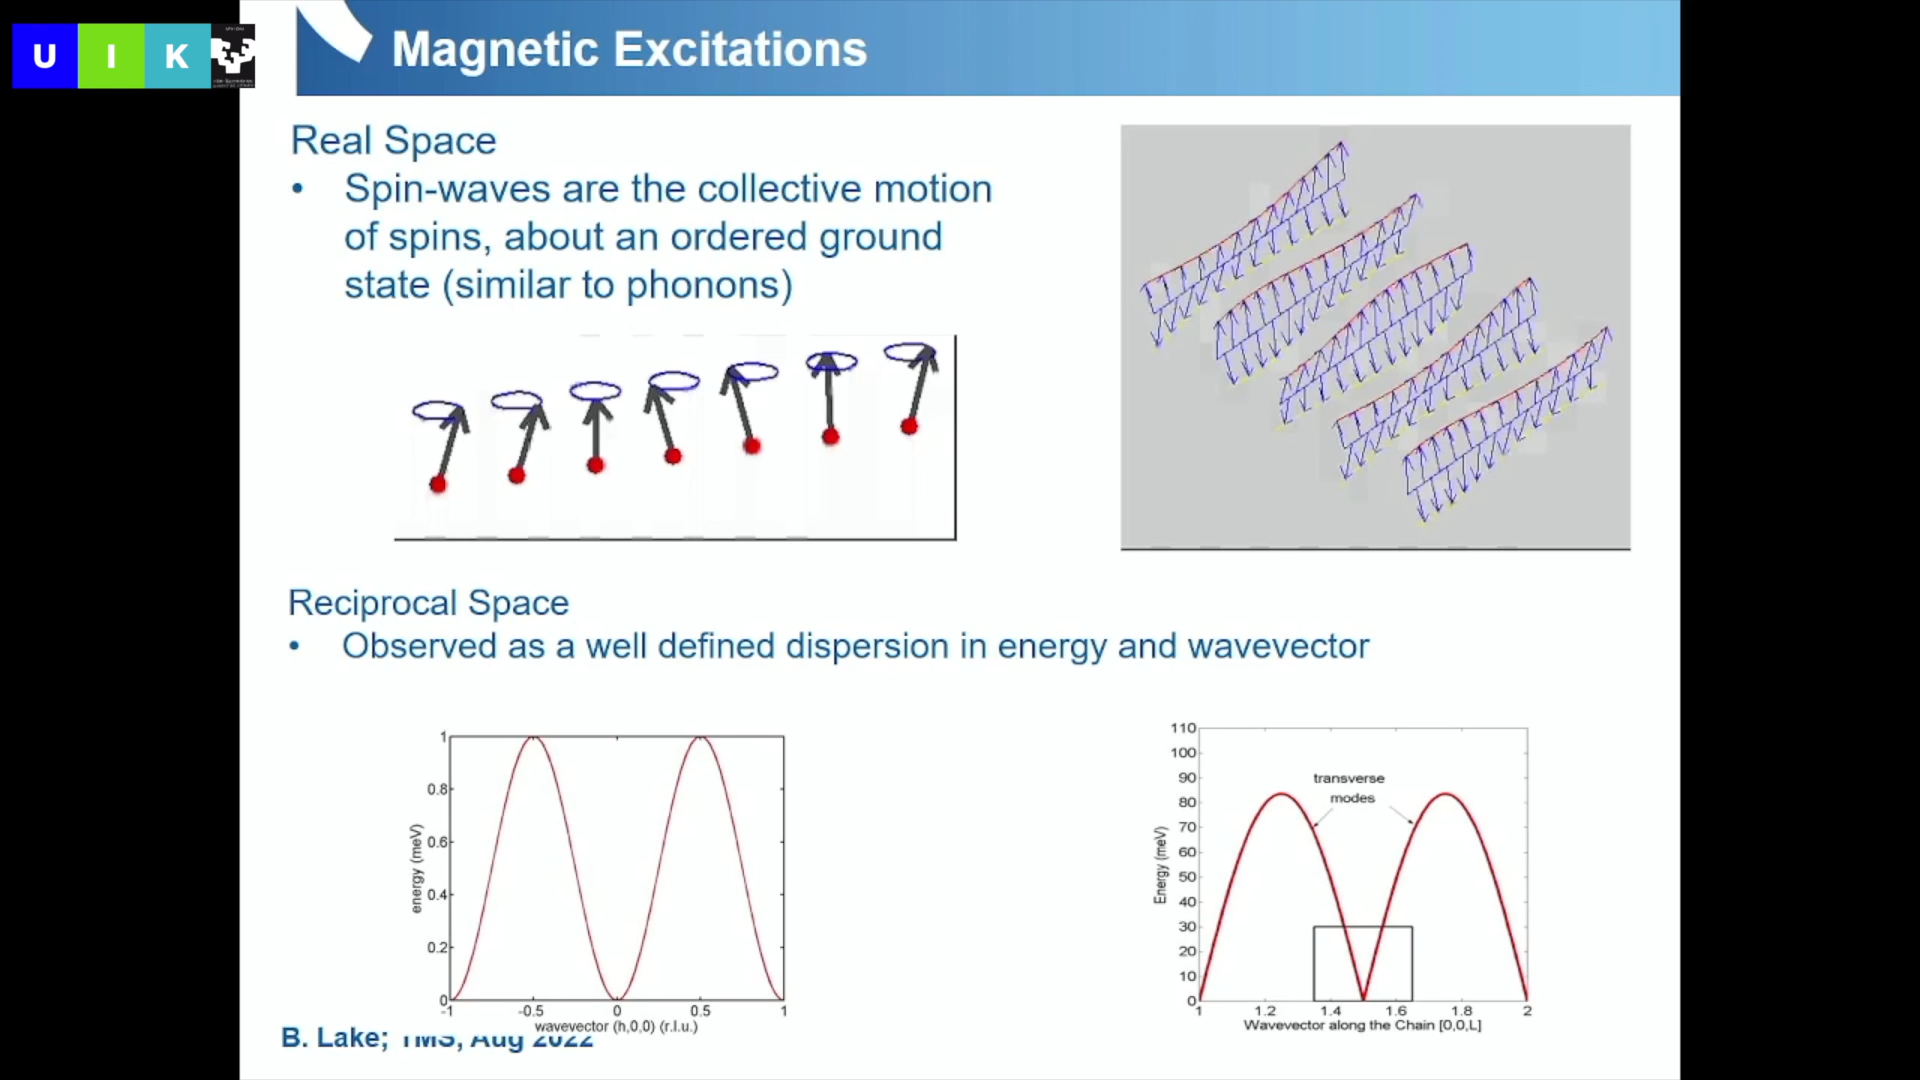 U I K
Magnetic Excitations
Real Space
• Spin-waves are the collective motion
of spins, about an ordered ground
state (similar to phonons)
Reciprocal Space
• Observed as a well defined dispersion in energy and wavevector
1
0.8
0.6
0.4
0.2
0
energy (meV)
-1 -0.5 0 0.5 1
wavevector (h,0,0) (r.l.u.)
110
100
90
80
70
60
50
40
30
20
10
0
Energy (meV)
transverse
modes
1 1.2 1.4 1.6 1.8 2
Wavevector along the Chain [0,0,L]
B. Lake; TMS, Aug 2022